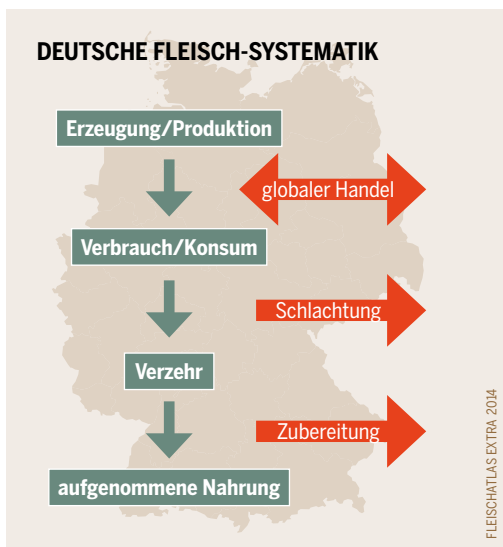 DEUTSCHE FLEISCH-SYSTEMATIK
Erzeugung/Produktion
globaler Handel
Verbrauch/Konsum
Schlachtung
Verzehr
Zubereitung
aufgenommene Nahrung
FLEISCHATLAS EXTRA 2014